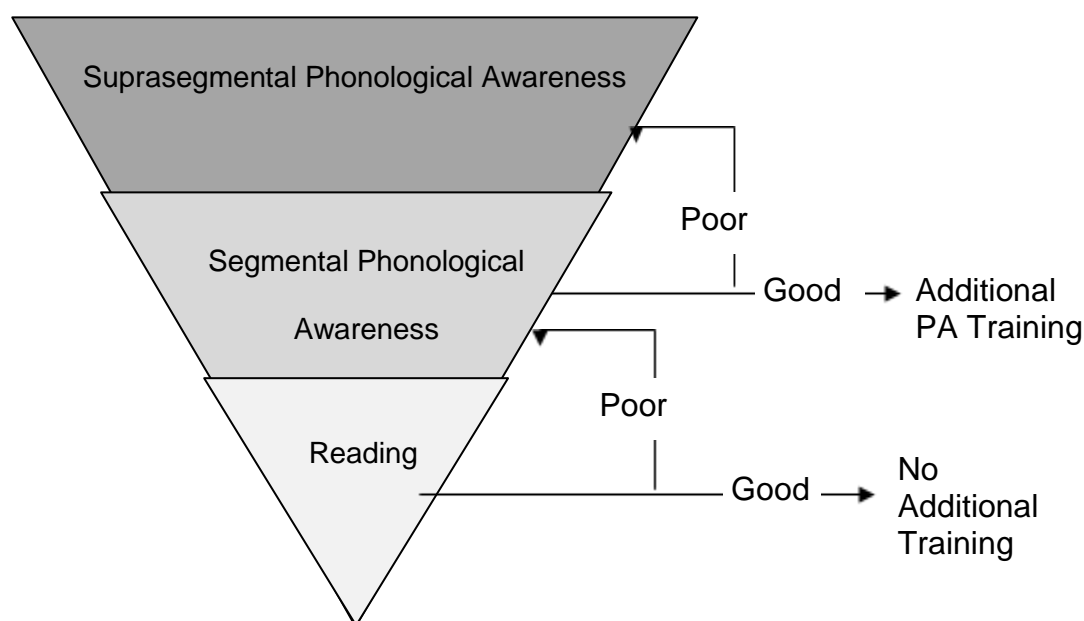 Suprasegmental Phonological Awareness
Poor
Segmental Phonological
Awareness
Good
Additional
PA Training
Poor
Reading
Good
No
Additional
Training